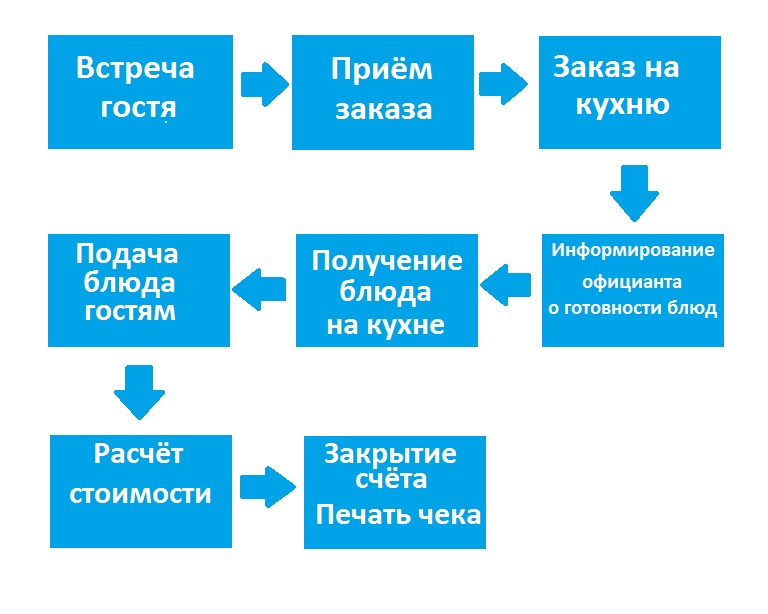 Встреча
гостя
Приём
заказа
Заказ на
кухню
Информирование
официанта
о готовности блюд
Получение
блюда
на кухне
Подача
блюда
гостям
Расчёт
стоимости
Закрытие
счёта
Печать чека